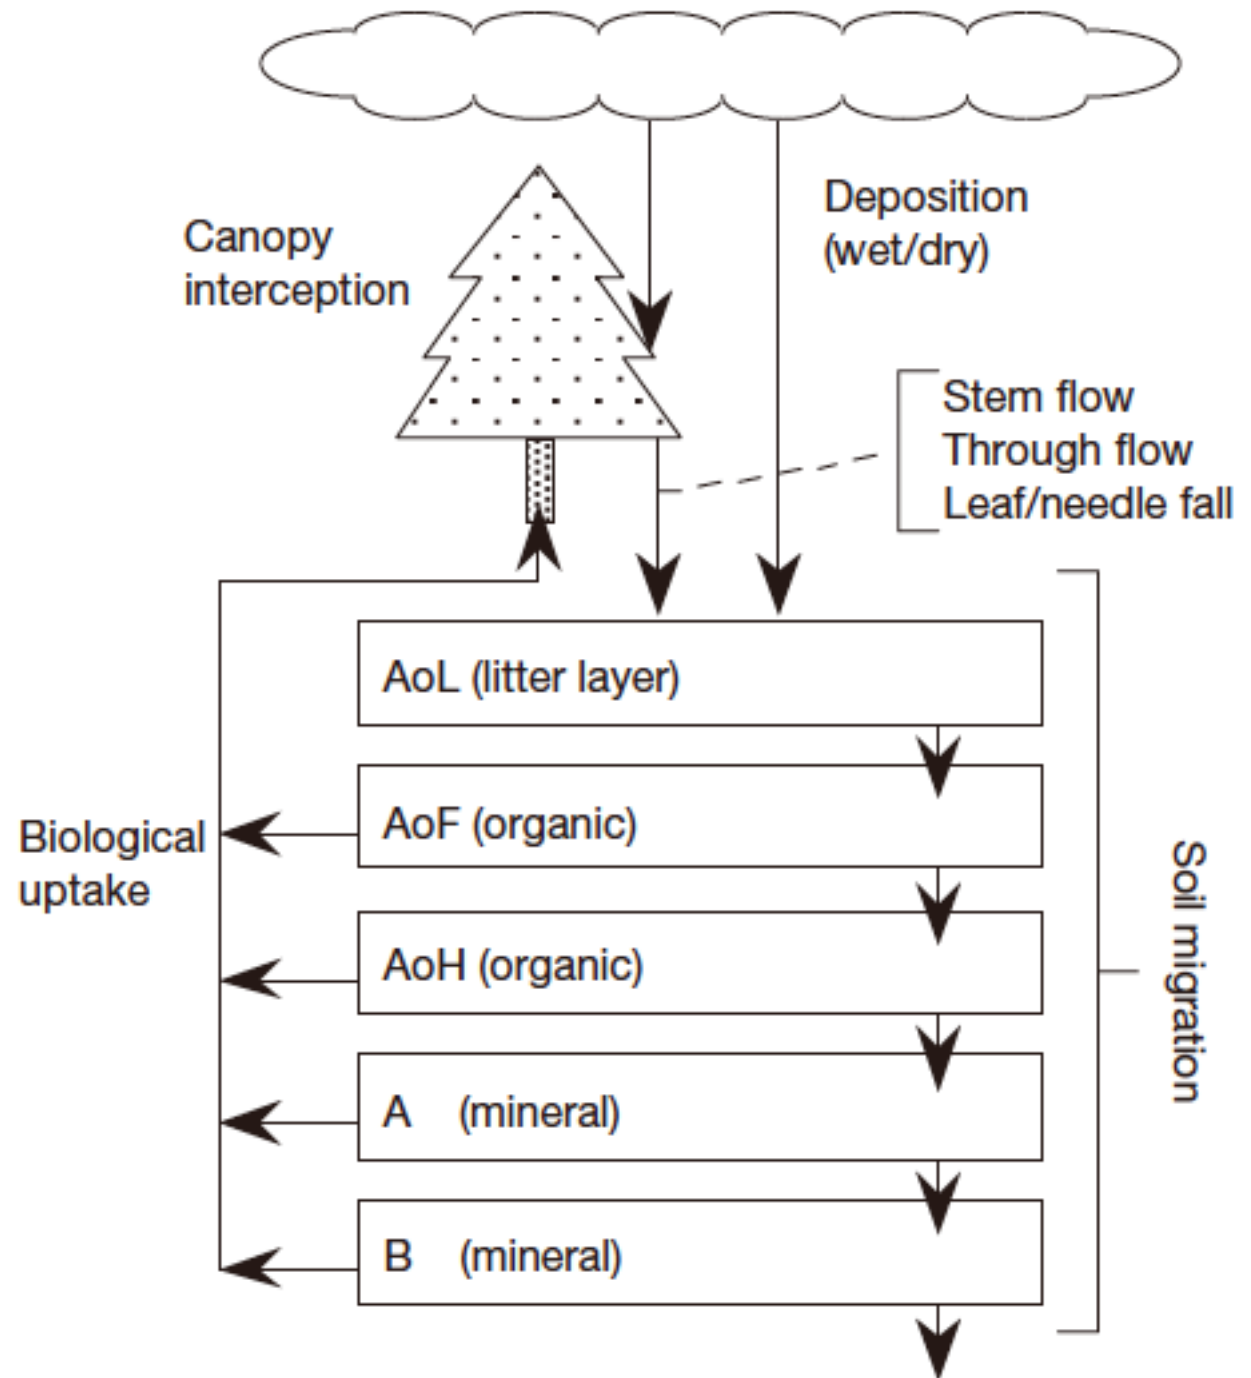 Canopy
interception
Deposition
(wet/dry)
Stem flow
Through flow
Leaf/needle fall
AoL (litter layer)
AoF (organic)
AoH (organic)
A (mineral)
B (mineral)
Biological
uptake
Soil migration